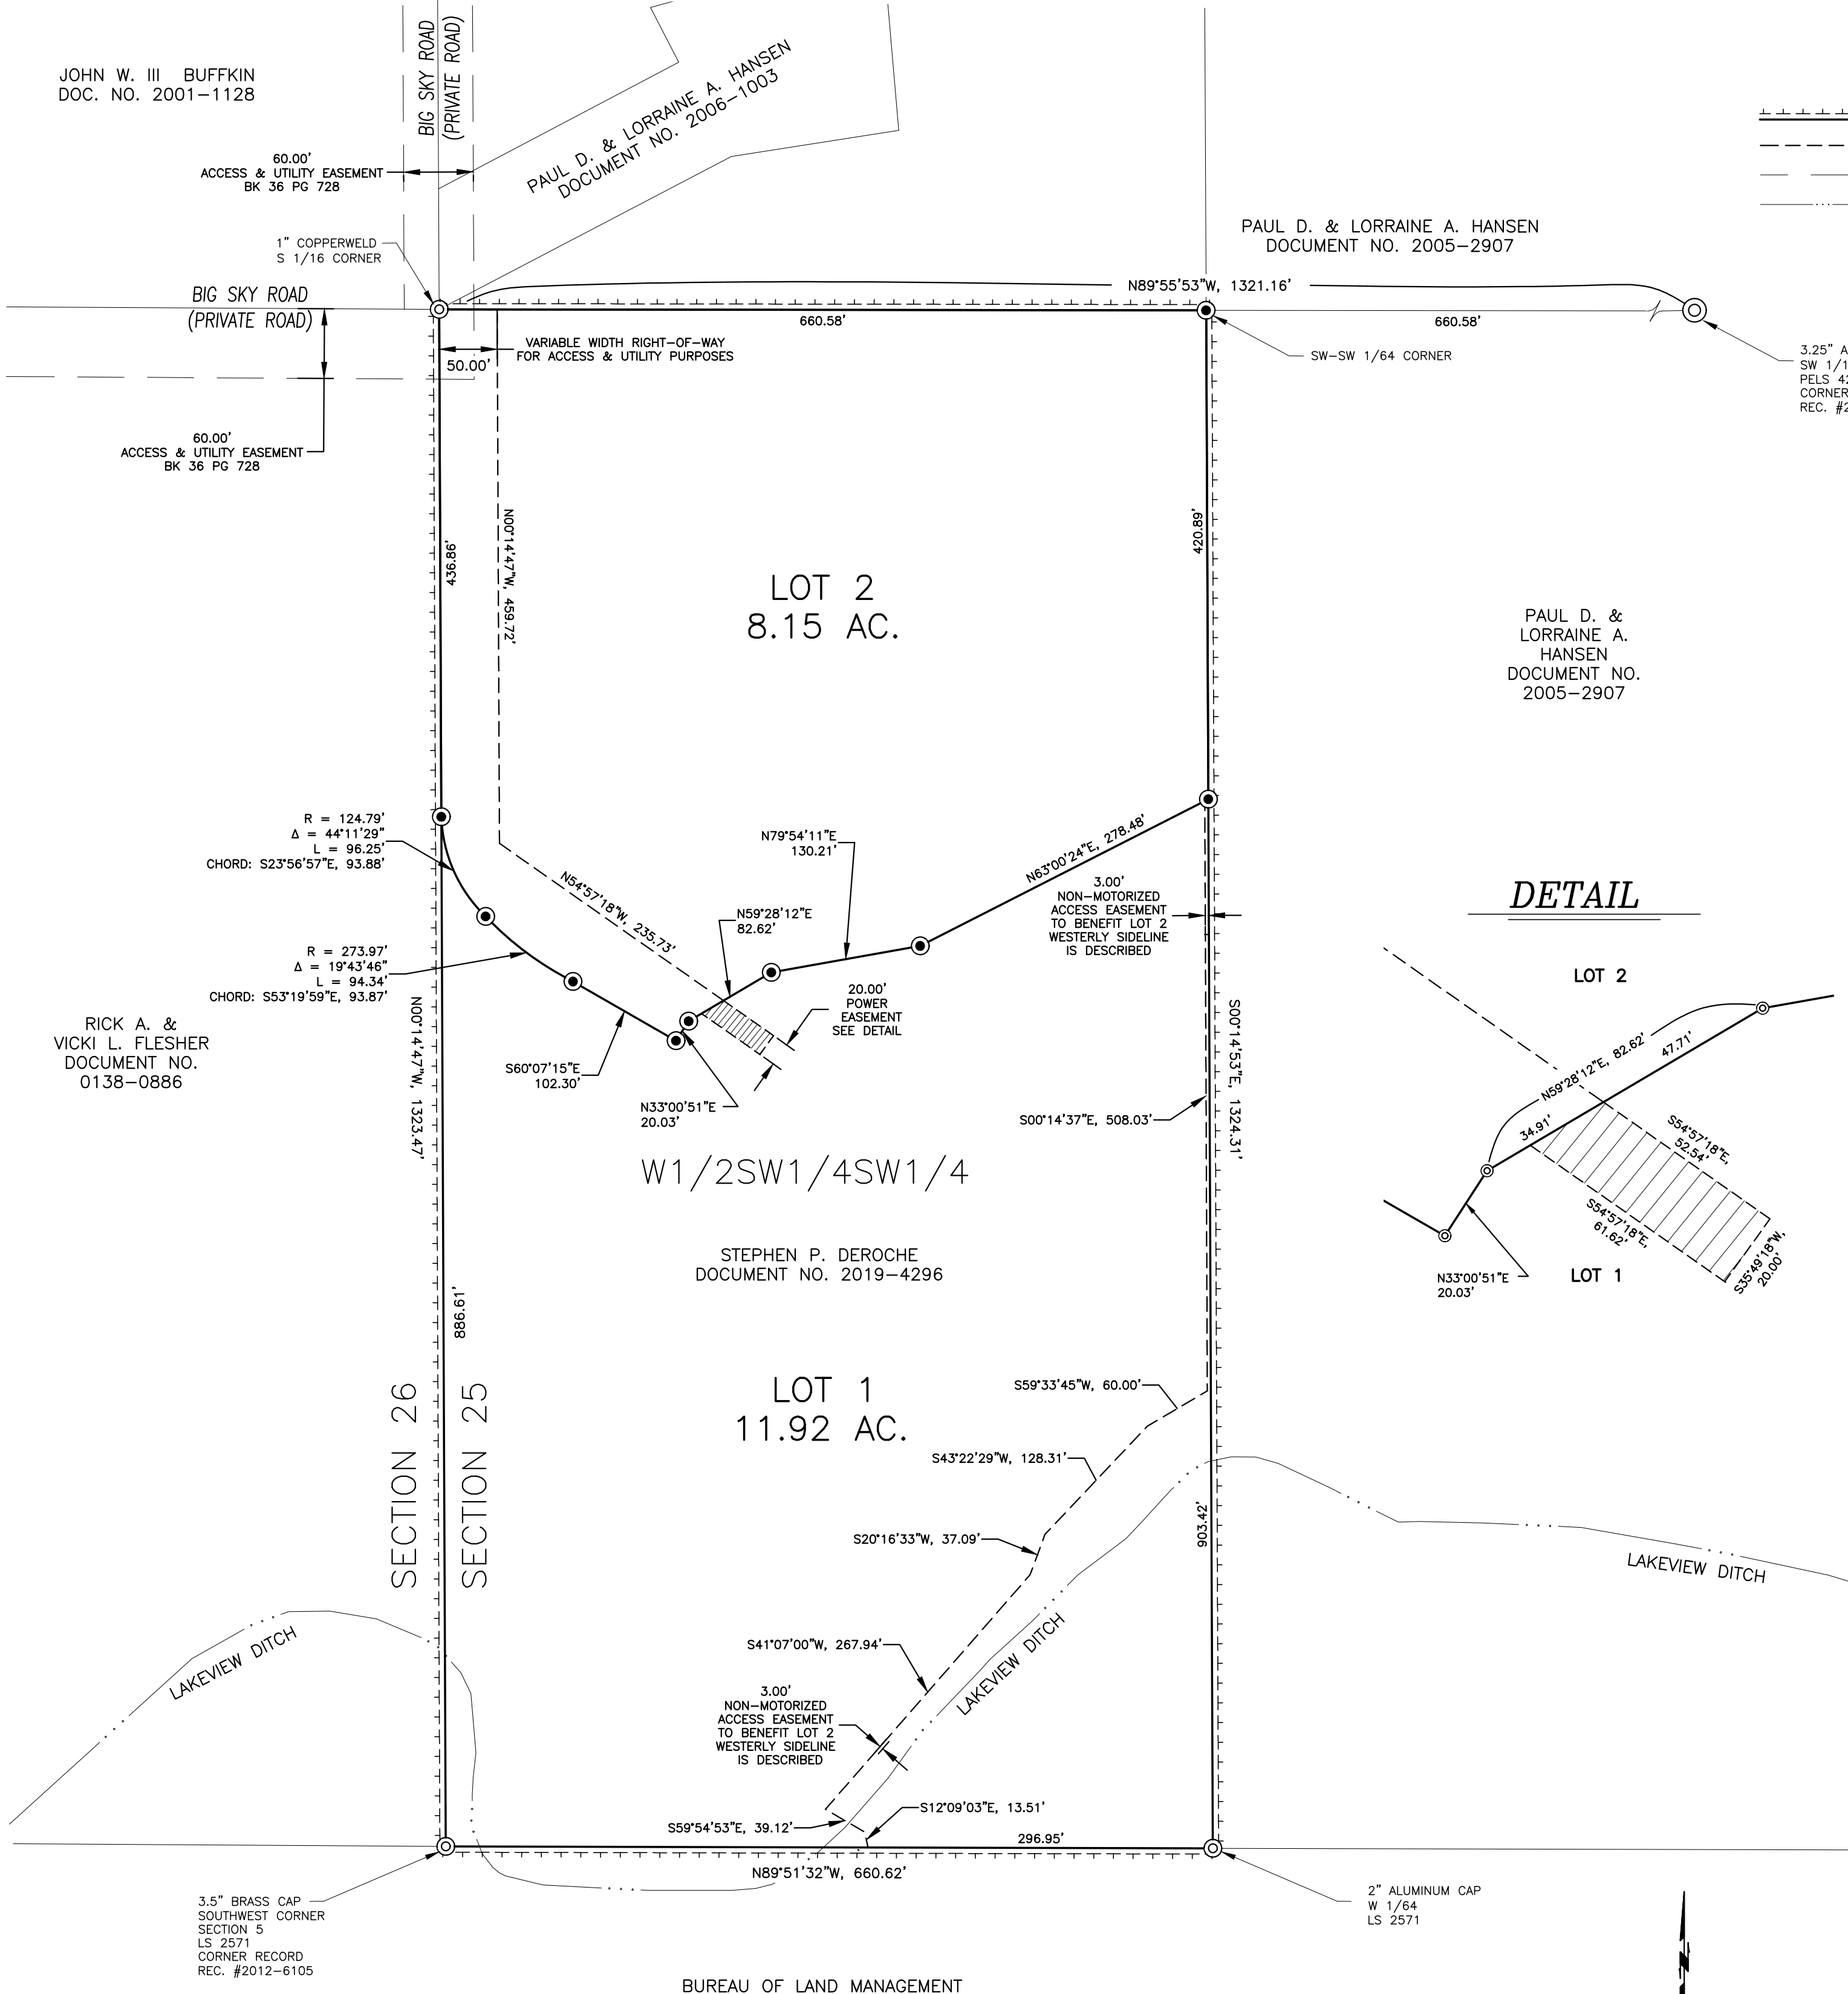 JOHN W. III BUFFKIN
DOC. NO. 2001-1128
BIG SKY ROAD
(PRIVATE ROAD)
PAUL D. & LORRAINE A. HANSEN
DOCUMENT NO. 2006-1003
60.00'
ACCESS & UTILITY EASEMENT
BK 36 PG 728
1" COPPERWELD
S 1/16 CORNER
PAUL D. & LORRAINE A. HANSEN
DOCUMENT NO. 2005-2907
BIG SKY ROAD
(PRIVATE ROAD)
N89°55'53"W, 1321.16'
660.58'
660.58'
VARIABLE WIDTH RIGHT-OF-WAY
FOR ACCESS & UTILITY PURPOSES
50.00'
SW-SW 1/64 CORNER
3.25" A
SW 1/1
PELS 42
CORNER
REC. #2
60.00'
ACCESS & UTILITY EASEMENT
BK 36 PG 728
436.86'
N00°14'47"W, 459.72'
420.89'
LOT 2
8.15 AC.
PAUL D. &
LORRAINE A.
HANSEN
DOCUMENT NO.
2005-2907
R = 124.79'
Δ = 44°11'29"
L = 96.25'
CHORD: S23°56'57"E, 93.88'
N54°57'18"W, 235.73'
N79°54'11"E
130.21'
N63°00'24"E, 278.48'
N59°28'12"E
82.62'
3.00'
NON-MOTORIZED
ACCESS EASEMENT
TO BENEFIT LOT 2
WESTERLY SIDELINE
IS DESCRIBED
R = 273.97'
Δ = 19°43'46"
L = 94.34'
CHORD: S53°19'59"E, 93.87'
20.00'
POWER
EASEMENT
SEE DETAIL
RICK A. &
VICKI L. FLESHER
DOCUMENT NO.
0138-0886
N00°14'47"W, 1323.47'
S60°07'15"E
102.30'
N33°00'51"E
20.03'
S00°14'37"E, 508.03'
S00°14'53"E, 1324.31'
DETAIL
LOT 2
N59°28'12"E, 82.62'
47.71'
34.91'
S54°57'18"E,
52.54'
S54°57'18"E,
61.62'
S35°49'18"W,
20.00'
N33°00'51"E
20.03'
LOT 1
W1/2SW1/4SW1/4
STEPHEN P. DEROCHE
DOCUMENT NO. 2019-4296
886.61'
LOT 1
11.92 AC.
SECTION 26
SECTION 25
S59°33'45"W, 60.00'
S43°22'29"W, 128.31'
S20°16'33"W, 37.09'
903.42'
LAKEVIEW DITCH
LAKEVIEW DITCH
S41°07'00"W, 267.94'
LAKEVIEW DITCH
3.00'
NON-MOTORIZED
ACCESS EASEMENT
TO BENEFIT LOT 2
WESTERLY SIDELINE
IS DESCRIBED
S12°09'03"E, 13.51'
S59°54'53"E, 39.12'
296.95'
N89°51'32"W, 660.62'
3.5" BRASS CAP
SOUTHWEST CORNER
SECTION 5
LS 2571
CORNER RECORD
REC. #2012-6105
2" ALUMINUM CAP
W 1/64
LS 2571
BUREAU OF LAND MANAGEMENT
N